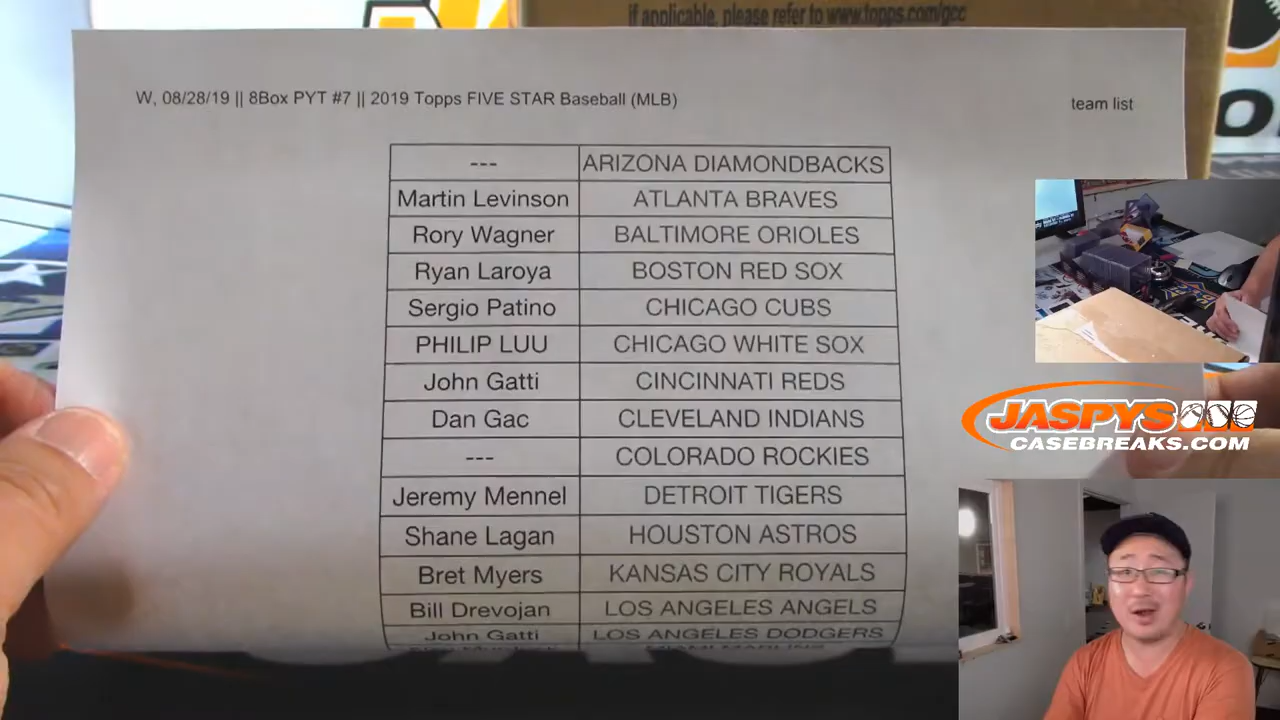 if applicable, please refer to www.topps.com/gcc
W, 08/28/19 || 8Box PYT #7 || 2019 Topps FIVE STAR Baseball (MLB)
team list
--- ARIZONA DIAMONDBACKS
Martin Levinson ATLANTA BRAVES
Rory Wagner BALTIMORE ORIOLES
Ryan Laroya BOSTON RED SOX
Sergio Patino CHICAGO CUBS
PHILIP LUU CHICAGO WHITE SOX
John Gatti CINCINNATI REDS
Dan Gac CLEVELAND INDIANS
--- COLORADO ROCKIES
Jeremy Mennel DETROIT TIGERS
Shane Lagan HOUSTON ASTROS
Bret Myers KANSAS CITY ROYALS
Bill Drevojan LOS ANGELES ANGELS
John Gatti LOS ANGELES DODGERS
MIAMI MARLINS
JASPYS
CASEBREAKS.COM